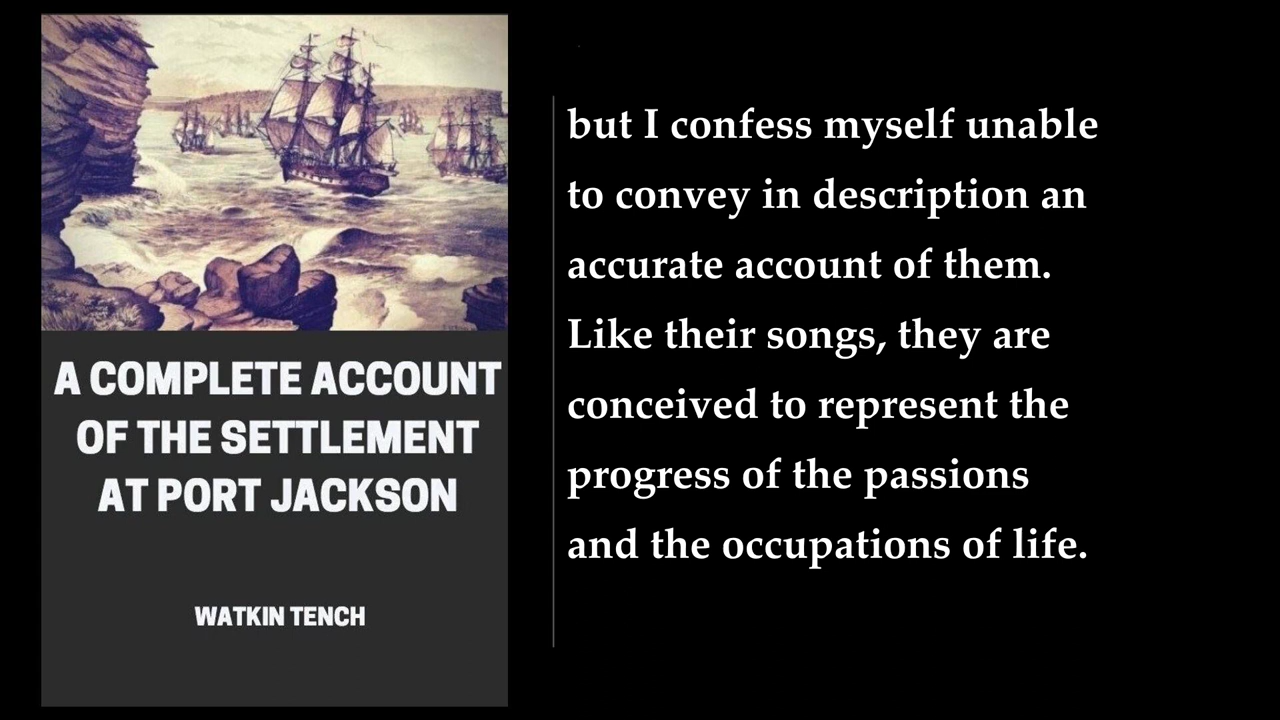 A COMPLETE ACCOUNT
OF THE SETTLEMENT
AT PORT JACKSON
WATKIN TENCH
but I confess myself unable
to convey in description an
accurate account of them.
Like their songs, they are
conceived to represent the
progress of the passions
and the occupations of life.